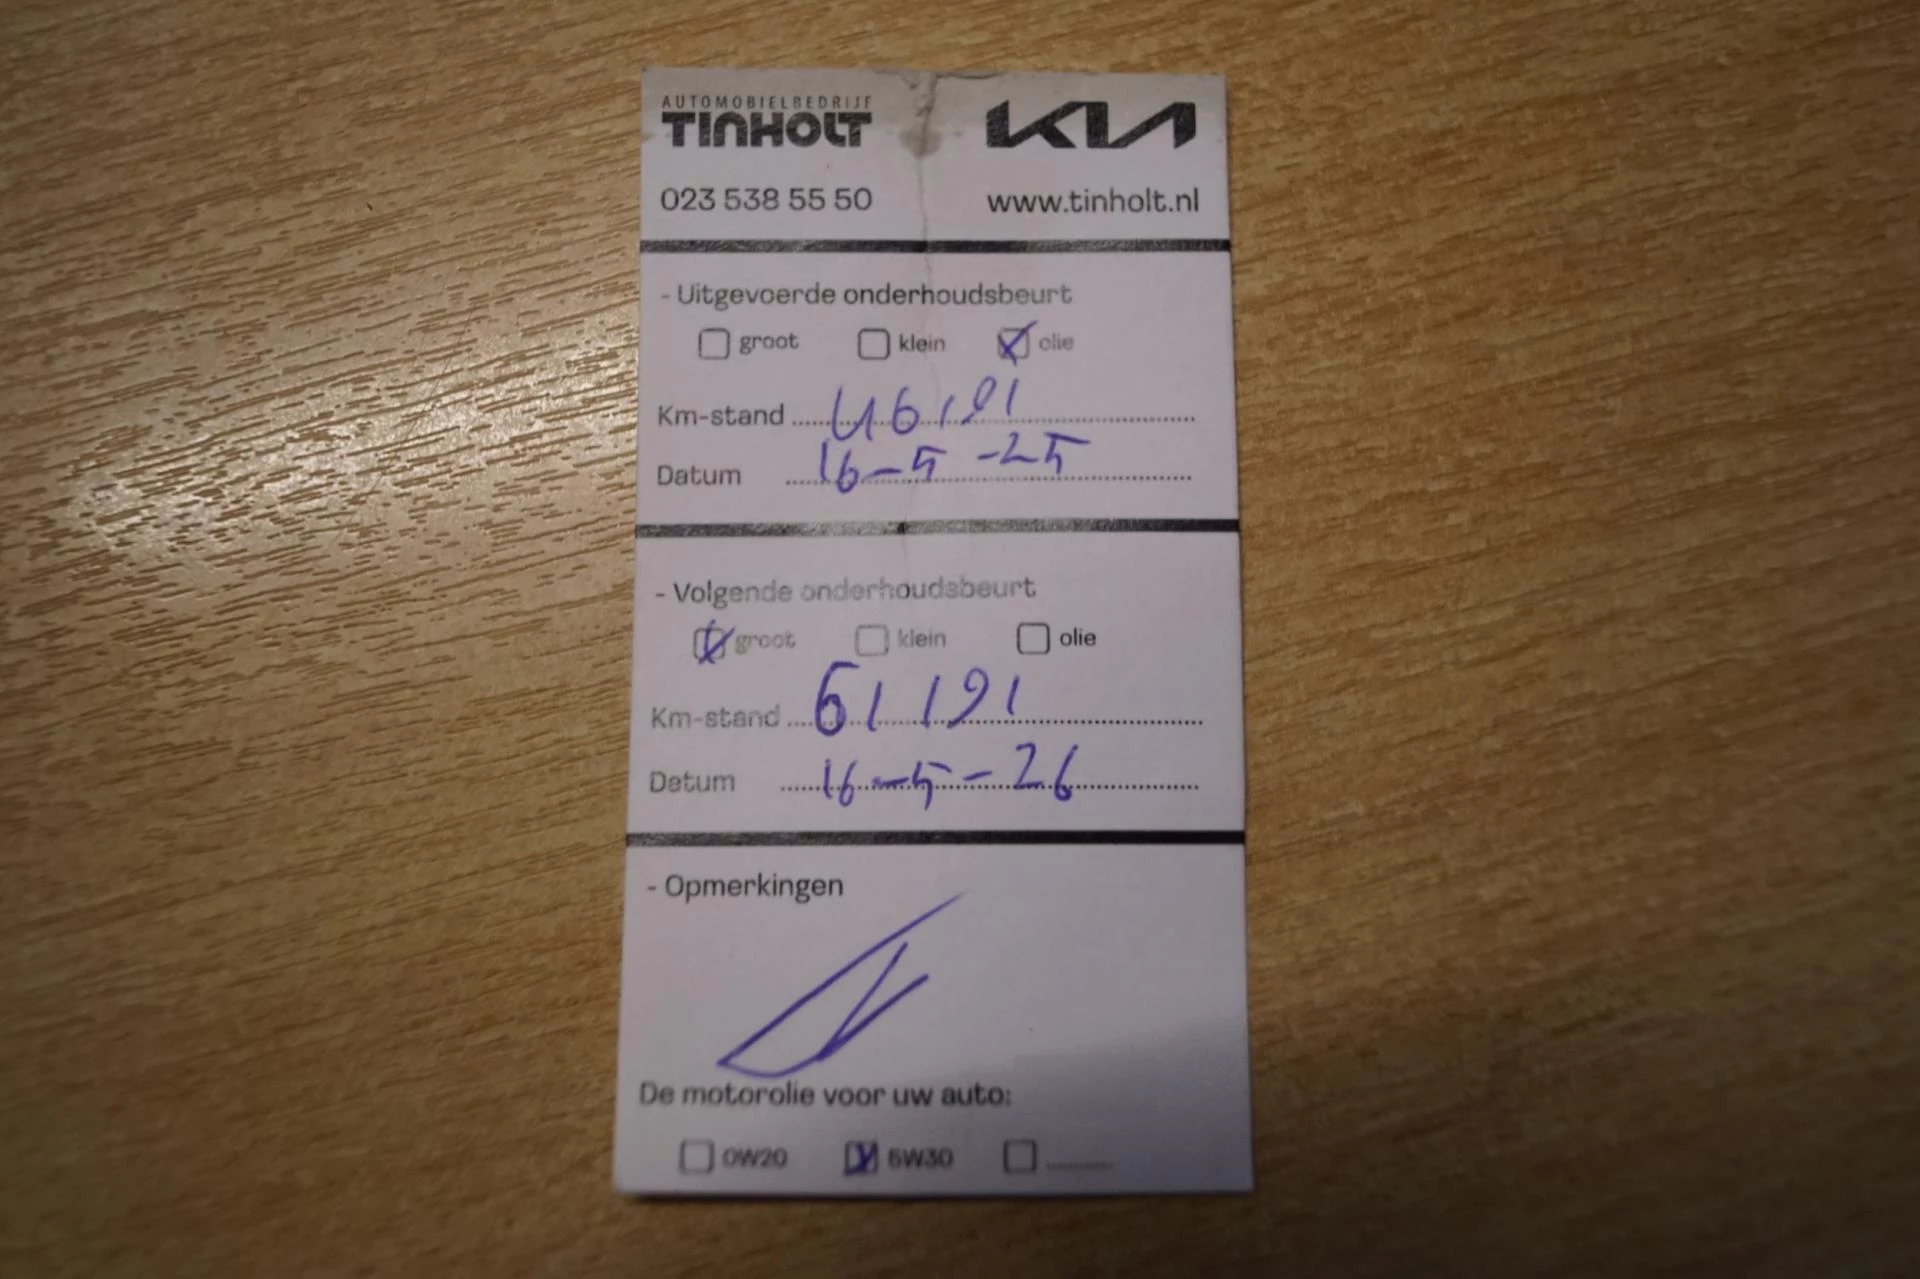 AUTOMOBIELBEDRIJF
TINHOLT
KIA
023 538 55 50
www.tinholt.nl
- Uitgevoerde onderhoudsbeurt
groot klein olie
Km-stand 46191
Datum 16-5-25
- Volgende onderhoudsbeurt
groot klein olie
Km-stand 61191
Datum 16-5-26
- Opmerkingen
De motorolie voor uw auto:
0W20 5W30